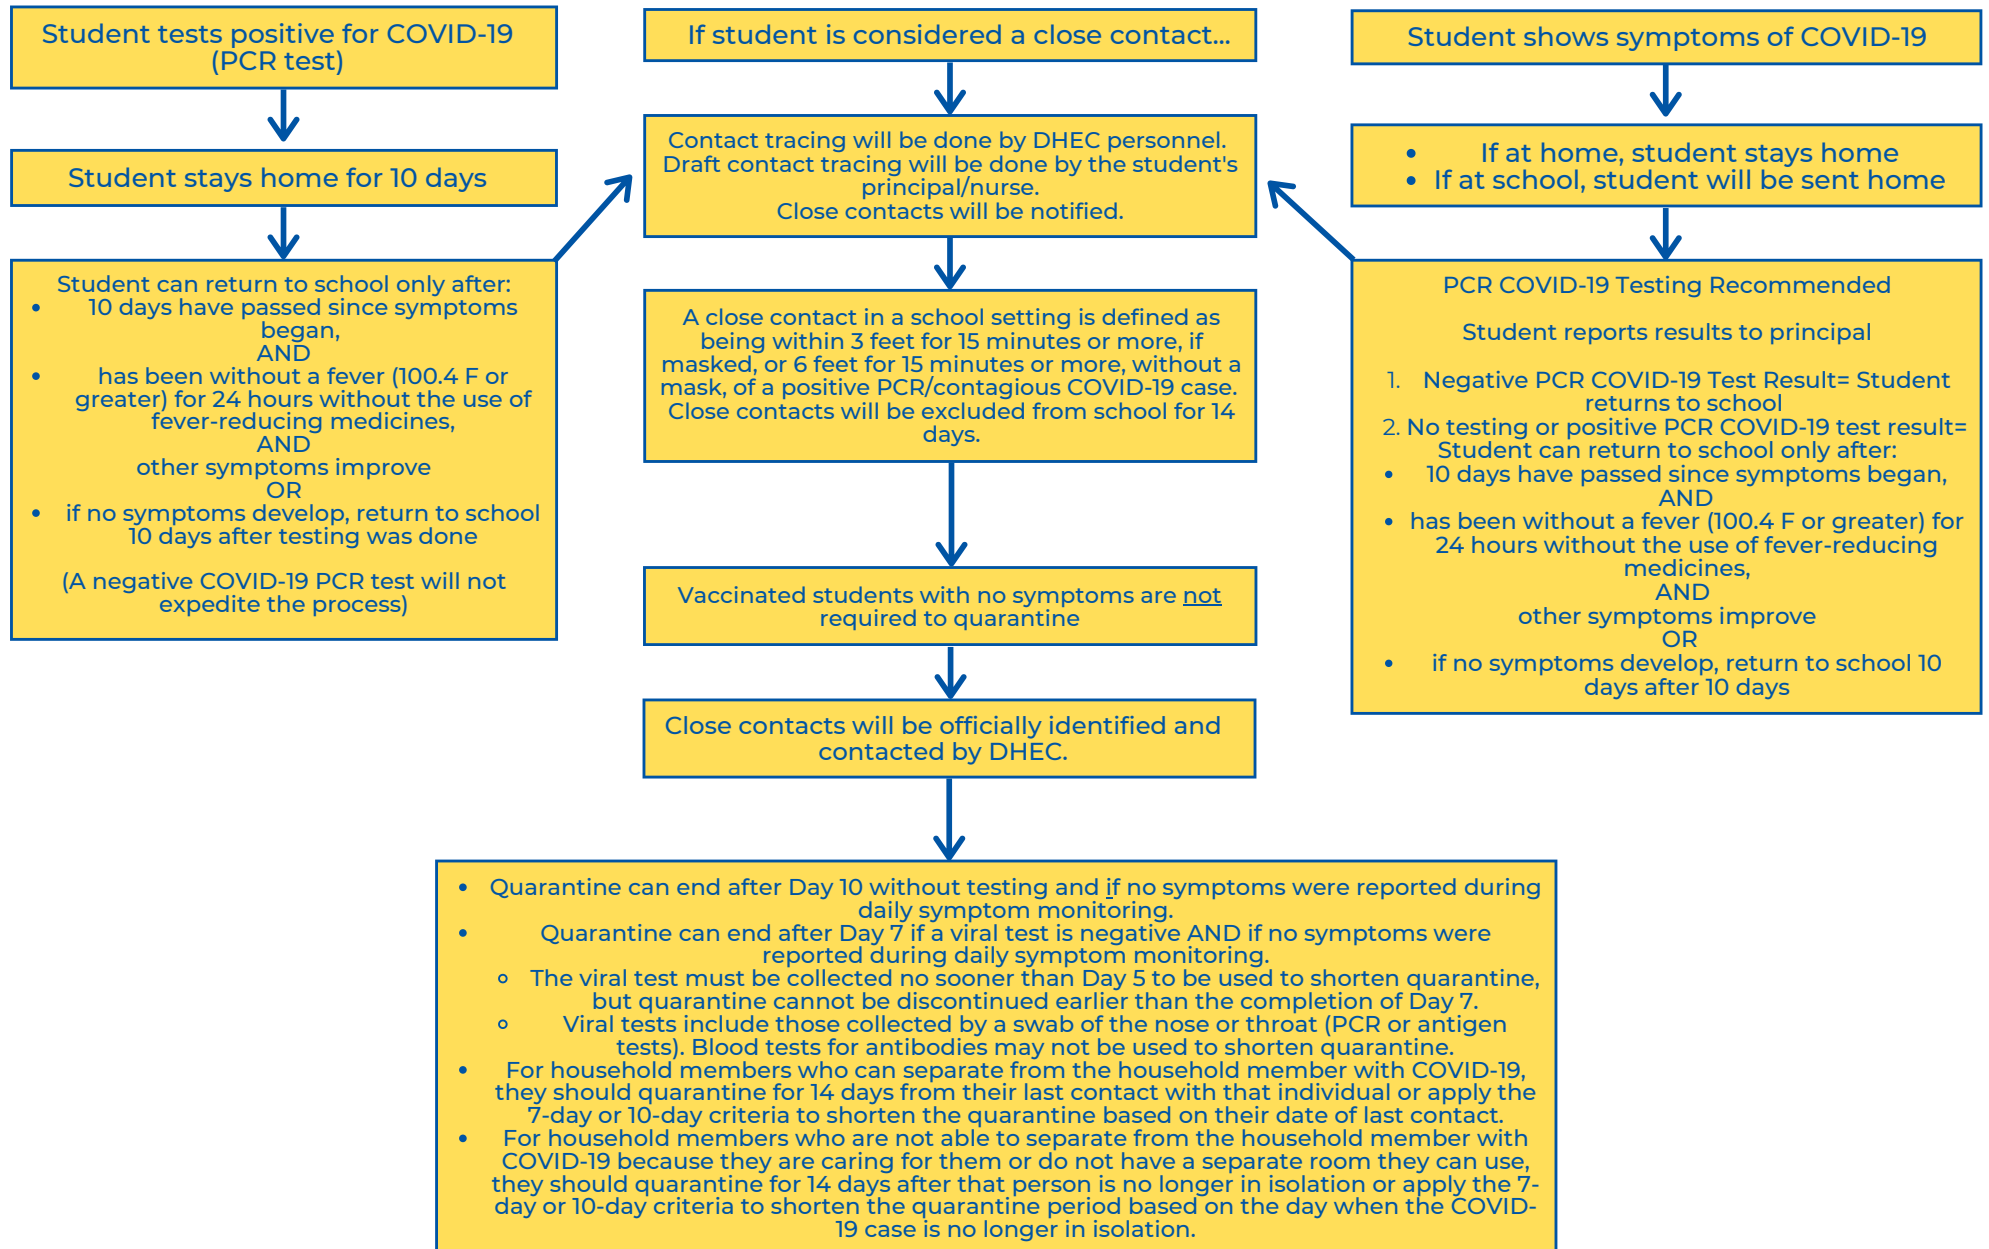 Student tests positive for COVID-19
(PCR test)
Student stays home for 10 days
Student can return to school only after:
• 10 days have passed since symptoms
began,
AND
• has been without a fever (100.4 F or
greater) for 24 hours without the use of
fever-reducing medicines,
AND
other symptoms improve
OR
• if no symptoms develop, return to school
10 days after testing was done
(A negative COVID-19 PCR test will not
expedite the process)
If student is considered a close contact...
Contact tracing will be done by DHEC personnel.
Draft contact tracing will be done by the student's
principal/nurse.
Close contacts will be notified.
A close contact in a school setting is defined as
being within 3 feet for 15 minutes or more, if
masked, or 6 feet for 15 minutes or more, without a
mask, of a positive PCR/contagious COVID-19 case.
Close contacts will be excluded from school for 14
days.
Vaccinated students with no symptoms are not
required to quarantine
Close contacts will be officially identified and
contacted by DHEC.
• Quarantine can end after Day 10 without testing and if no symptoms were reported during
daily symptom monitoring.
• Quarantine can end after Day 7 if a viral test is negative AND if no symptoms were
reported during daily symptom monitoring.
◦ The viral test must be collected no sooner than Day 5 to be used to shorten quarantine,
but quarantine cannot be discontinued earlier than the completion of Day 7.
◦ Viral tests include those collected by a swab of the nose or throat (PCR or antigen
tests). Blood tests for antibodies may not be used to shorten quarantine.
• For household members who can separate from the household member with COVID-19,
they should quarantine for 14 days from their last contact with that individual or apply the
7-day or 10-day criteria to shorten the quarantine based on their date of last contact.
• For household members who are not able to separate from the household member with
COVID-19 because they are caring for them or do not have a separate room they can use,
they should quarantine for 14 days after that person is no longer in isolation or apply the 7-
day or 10-day criteria to shorten the quarantine period based on the day when the COVID-
19 case is no longer in isolation.
Student shows symptoms of COVID-19
• If at home, student stays home
• If at school, student will be sent home
PCR COVID-19 Testing Recommended
Student reports results to principal
1. Negative PCR COVID-19 Test Result= Student
returns to school
2. No testing or positive PCR COVID-19 test result=
Student can return to school only after:
• 10 days have passed since symptoms began,
AND
• has been without a fever (100.4 F or greater) for
24 hours without the use of fever-reducing
medicines,
AND
other symptoms improve
OR
• if no symptoms develop, return to school 10
days after 10 days